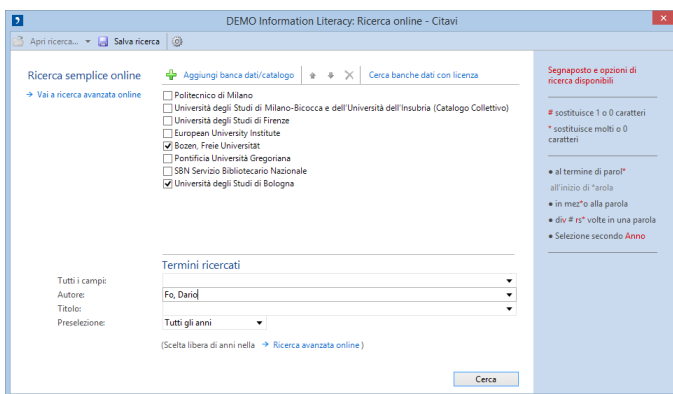 DEMO Information Literacy: Ricerca online - Citavi
Apri ricerca... Salva ricerca
Ricerca semplice online
→ Vai a ricerca avanzata online
Aggiungi banca dati/catalogo Cerca banche dati con licenza
Politecnico di Milano
Università degli Studi di Milano-Bicocca e dell'Università dell'Insubria (Catalogo Collettivo)
Università degli Studi di Firenze
European University Institute
Bozen, Freie Universität
Pontificia Università Gregoriana
SBN Servizio Bibliotecario Nazionale
Università degli Studi di Bologna
Termini ricercati
Tutti i campi:
Autore: Fo, Dario
Titolo:
Preselezione: Tutti gli anni
(Scelta libera di anni nella → Ricerca avanzata online )
Cerca
Segnaposto e opzioni di
ricerca disponibili
# sostituisce 1 o 0 caratteri
* sostituisce molti o 0
caratteri
• al termine di parol*
all'inizio di *arola
• in mez*o alla parola
• div # rs* volte in una parola
• Selezione secondo Anno